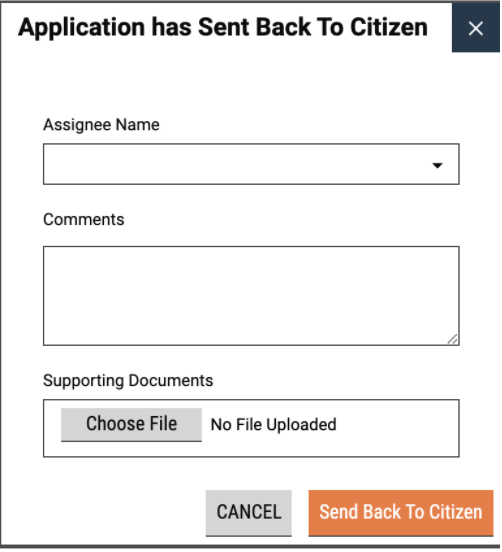 Application has Sent Back To Citizen
Assignee Name
Comments
Supporting Documents
Choose File No File Uploaded
CANCEL Send Back To Citizen